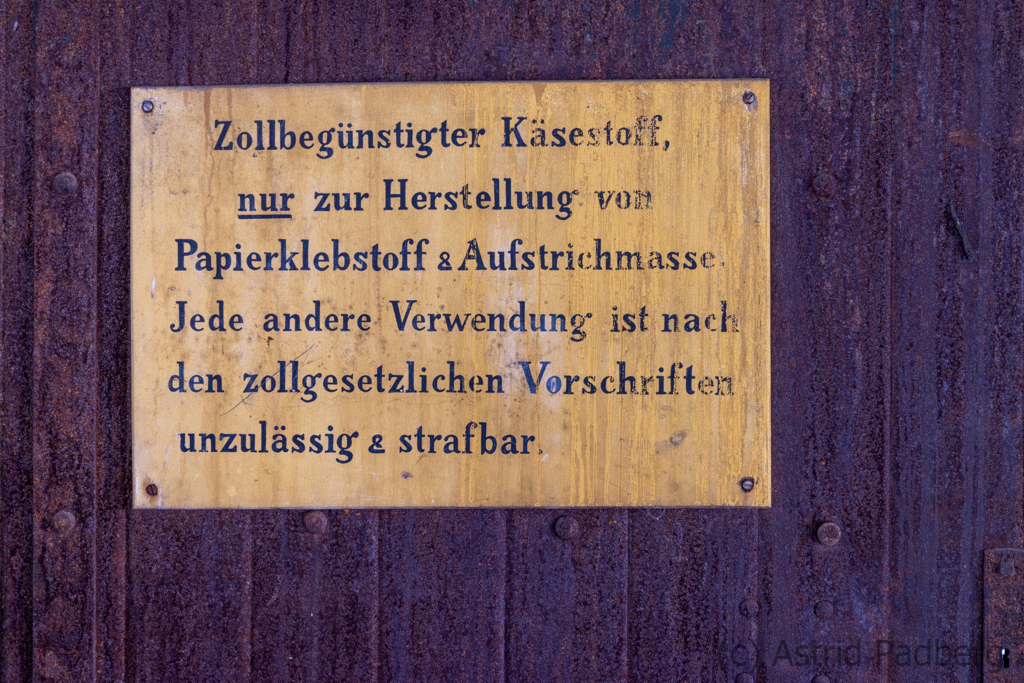 Zollbegünstigter Käsestoff,
nur zur Herstellung von
Papierklebstoff & Aufstrichmasse.
Jede andere Verwendung ist nach
den zollgesetzlichen Vorschriften
unzulässig & strafbar.
(c) Astrid Padberg